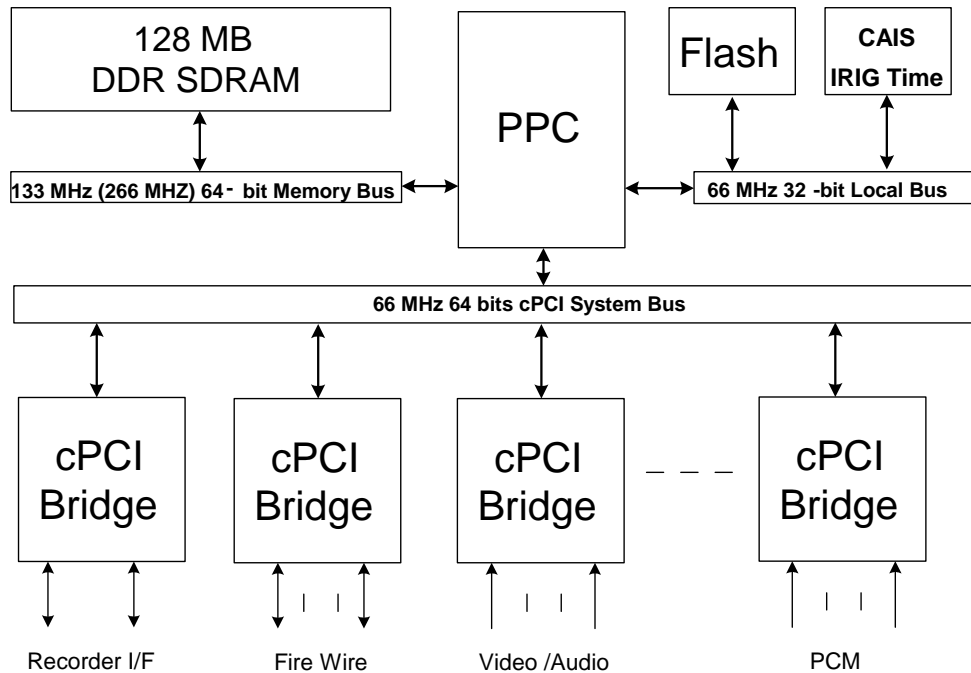 128 MB
DDR SDRAM
PPC
Flash
CAIS
IRIG Time
133 MHz (266 MHZ) 64- bit Memory Bus
66 MHz 32 -bit Local Bus
66 MHz 64 bits cPCI System Bus
cPCI
Bridge
cPCI
Bridge
cPCI
Bridge
cPCI
Bridge
Recorder I/F
Fire Wire
Video /Audio
PCM